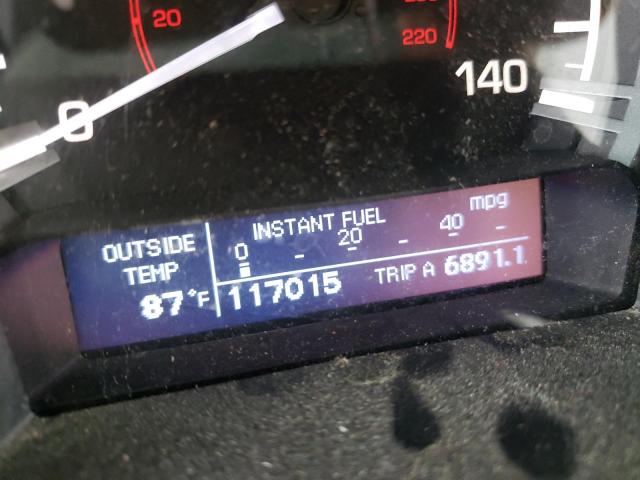 20
220
0
140
INSTANT FUEL mpg
0 - 20 - 40 -
OUTSIDE
TEMP
87°F
117015 TRIP A 6891.1